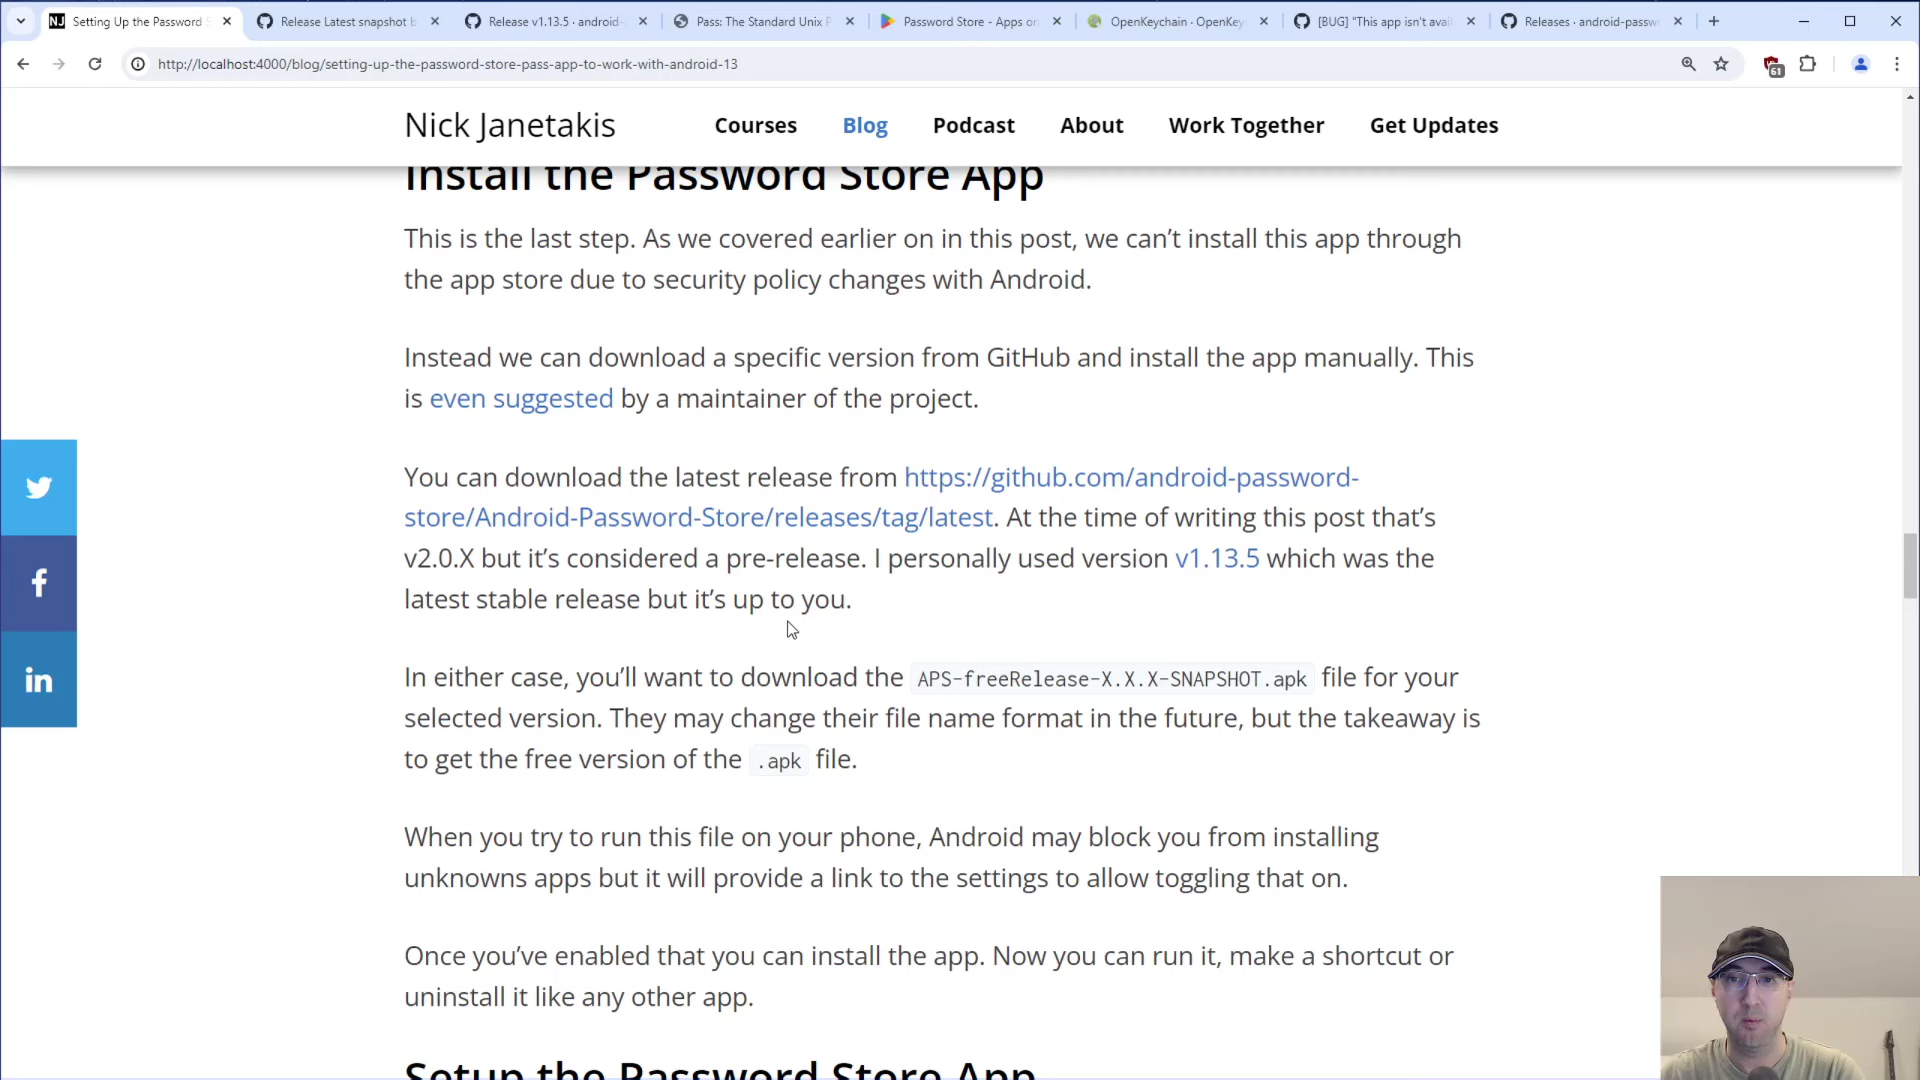 Setting Up the Password S
Release Latest snapshot b
Release v1.13.5 · android-
Pass: The Standard Unix P
Password Store - Apps on
OpenKeychain · OpenKey
[BUG] "This app isn't avai
Releases · android-passw
http://localhost:4000/blog/setting-up-the-password-store-pass-app-to-work-with-android-13
61
Nick Janetakis
Courses
Blog
Podcast
About
Work Together
Get Updates
Install the Password Store App
This is the last step. As we covered earlier on in this post, we can’t install this app through
the app store due to security policy changes with Android.
Instead we can download a specific version from GitHub and install the app manually. This
is even suggested by a maintainer of the project.
You can download the latest release from https://github.com/android-password-
store/Android-Password-Store/releases/tag/latest. At the time of writing this post that’s
v2.0.X but it’s considered a pre-release. I personally used version v1.13.5 which was the
latest stable release but it’s up to you.
In either case, you’ll want to download the APS-freeRelease-X.X.X-SNAPSHOT.apk file for your
selected version. They may change their file name format in the future, but the takeaway is
to get the free version of the .apk file.
When you try to run this file on your phone, Android may block you from installing
unknowns apps but it will provide a link to the settings to allow toggling that on.
Once you’ve enabled that you can install the app. Now you can run it, make a shortcut or
uninstall it like any other app.
Setup the Password Store App